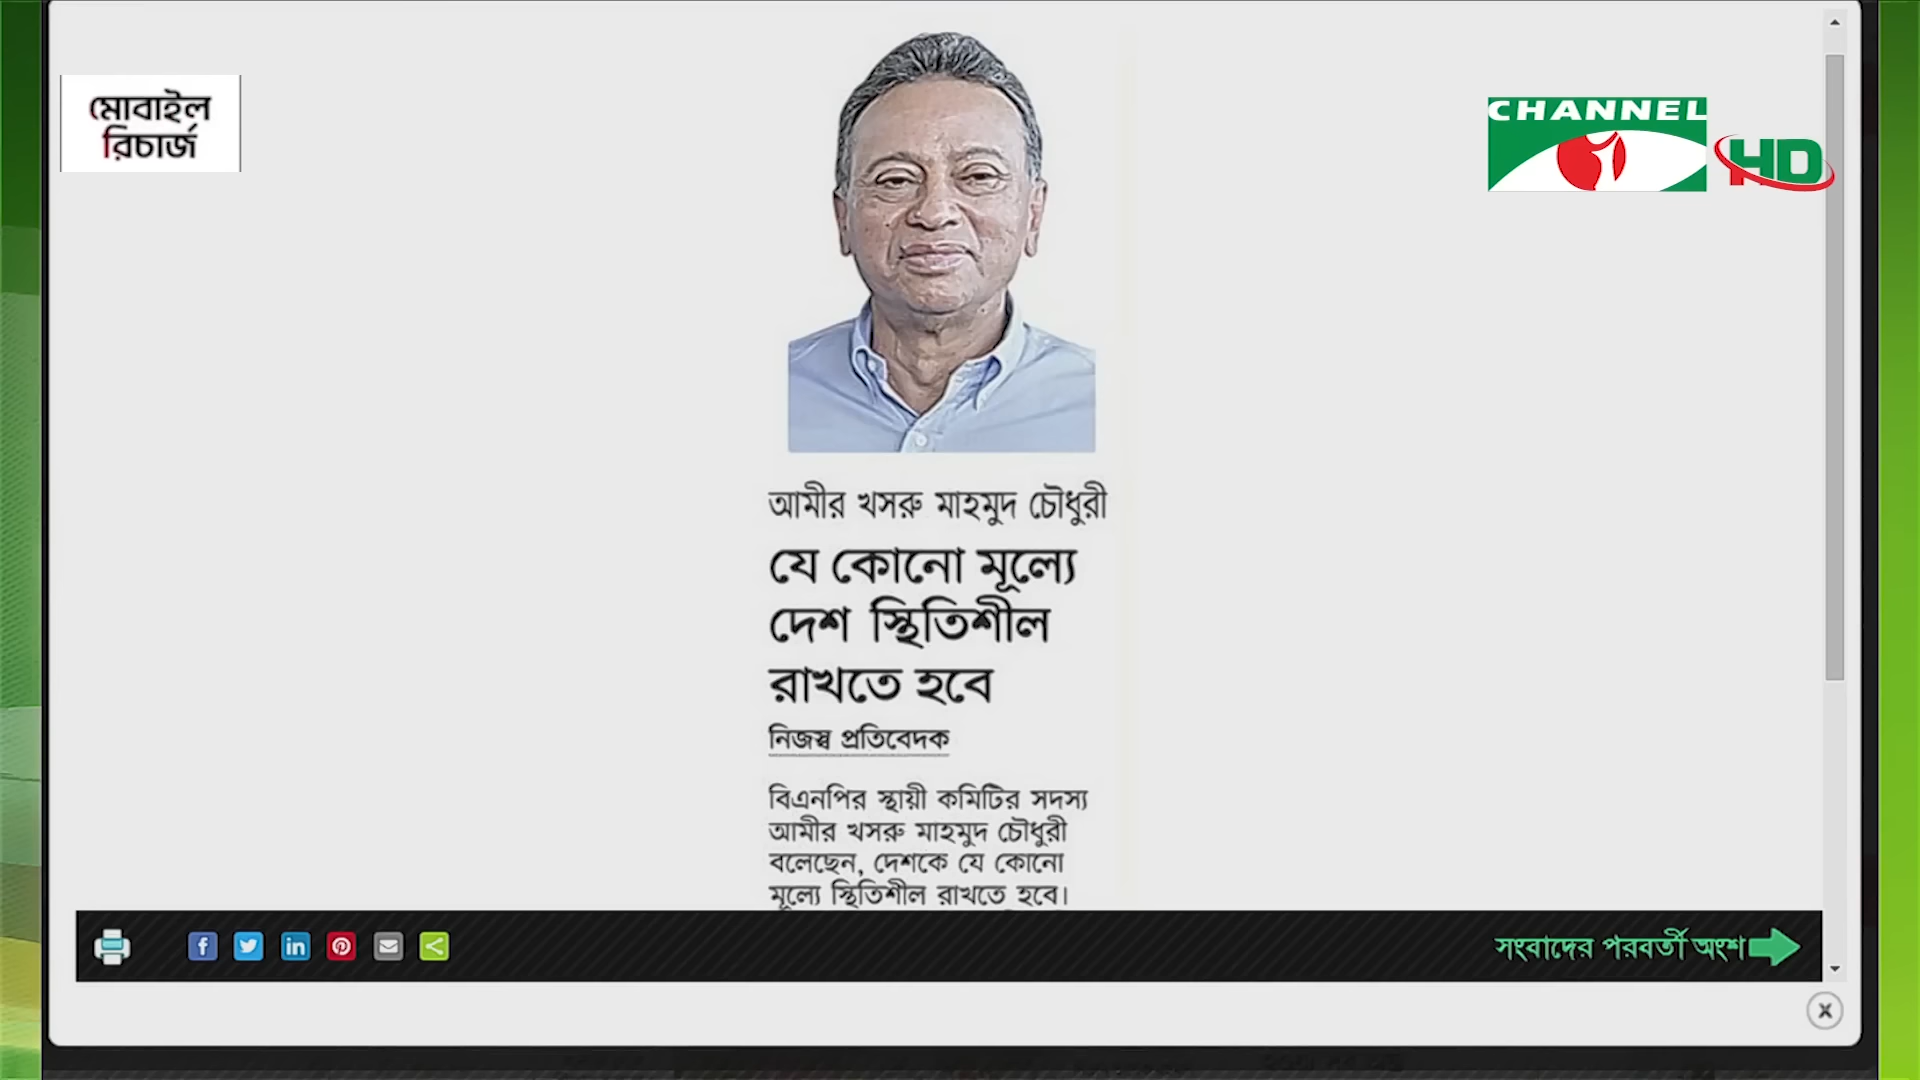 মোবাইল
রিচার্জ
CHANNEL
i
HD
আমীর খসরু মাহমুদ চৌধুরী
যে কোনো মূল্যে
দেশ স্থিতিশীল
রাখতে হবে
নিজস্ব প্রতিবেদক
বিএনপির স্থায়ী কমিটির সদস্য
আমীর খসরু মাহমুদ চৌধুরী
বলেছেন, দেশকে যে কোনো
মূল্যে স্থিতিশীল রাখতে হবে।
সংবাদের পরবর্তী অংশ